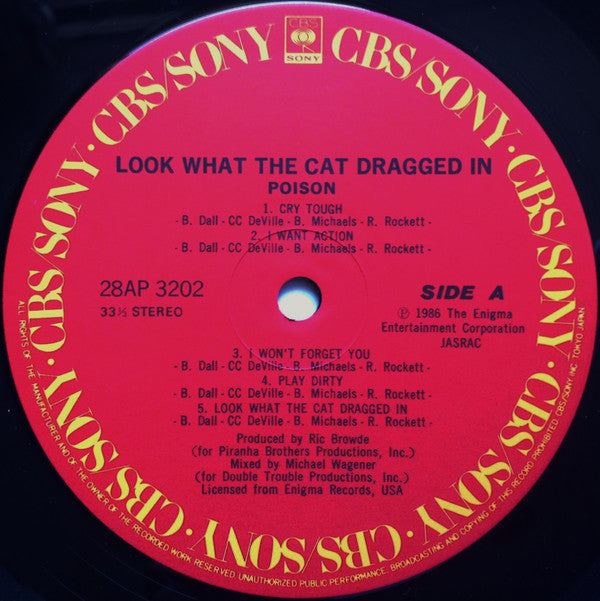 CBS
SONY
CBS/SONY · CBS/SONY · CBS/SONY · CBS/SONY · CBS/SONY · CBS/SONY · CBS/SONY · CBS/SONY
LOOK WHAT THE CAT DRAGGED IN
POISON
1. CRY TOUGH
- B. Dall - CC DeVille - B. Michaels - R. Rockett -
2. I WANT ACTION
- B. Dall - CC DeVille - B. Michaels - R. Rockett -
28AP 3202
33⅓ STEREO
SIDE A
Ⓟ 1986 The Enigma
Entertainment Corporation
JASRAC
3. I WON'T FORGET YOU
- B. Dall - CC DeVille - B. Michaels - R. Rockett -
4. PLAY DIRTY
- B. Dall - CC DeVille - B. Michaels - R. Rockett -
5. LOOK WHAT THE CAT DRAGGED IN
- B. Dall - CC DeVille - B. Michaels - R. Rockett -
Produced by Ric Browde
(for Piranha Brothers Productions, Inc.)
Mixed by Michael Wagener
(for Double Trouble Productions, Inc.)
Licensed from Enigma Records, USA
ALL RIGHTS OF THE MANUFACTURER AND OF THE OWNER OF THE RECORDED WORK RESERVED. UNAUTHORIZED PUBLIC PERFORMANCE, BROADCASTING AND COPYING OF THIS RECORD PROHIBITED. CBS/SONY INC. TOKYO JAPAN